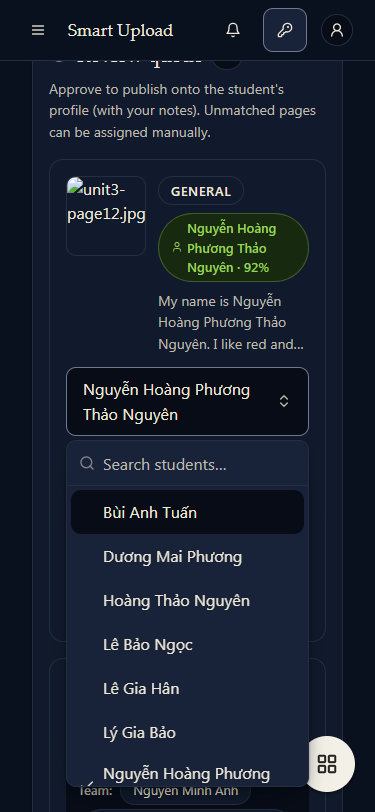 Smart Upload
Approve to publish onto the student's
profile (with your notes). Unmatched pages
can be assigned manually.
unit3-
page12.jpg
GENERAL
Nguyễn Hoàng
Phương Thảo
Nguyên · 92%
My name is Nguyễn
Hoàng Phương Thảo
Nguyên. I like red and…
Nguyễn Hoàng Phương
Thảo Nguyên
Search students...
Bùi Anh Tuấn
Dương Mai Phương
Hoàng Thảo Nguyên
Lê Bảo Ngọc
Lê Gia Hân
Lý Gia Bảo
Nguyễn Hoàng Phương
Team:
Nguyễn Minh Anh